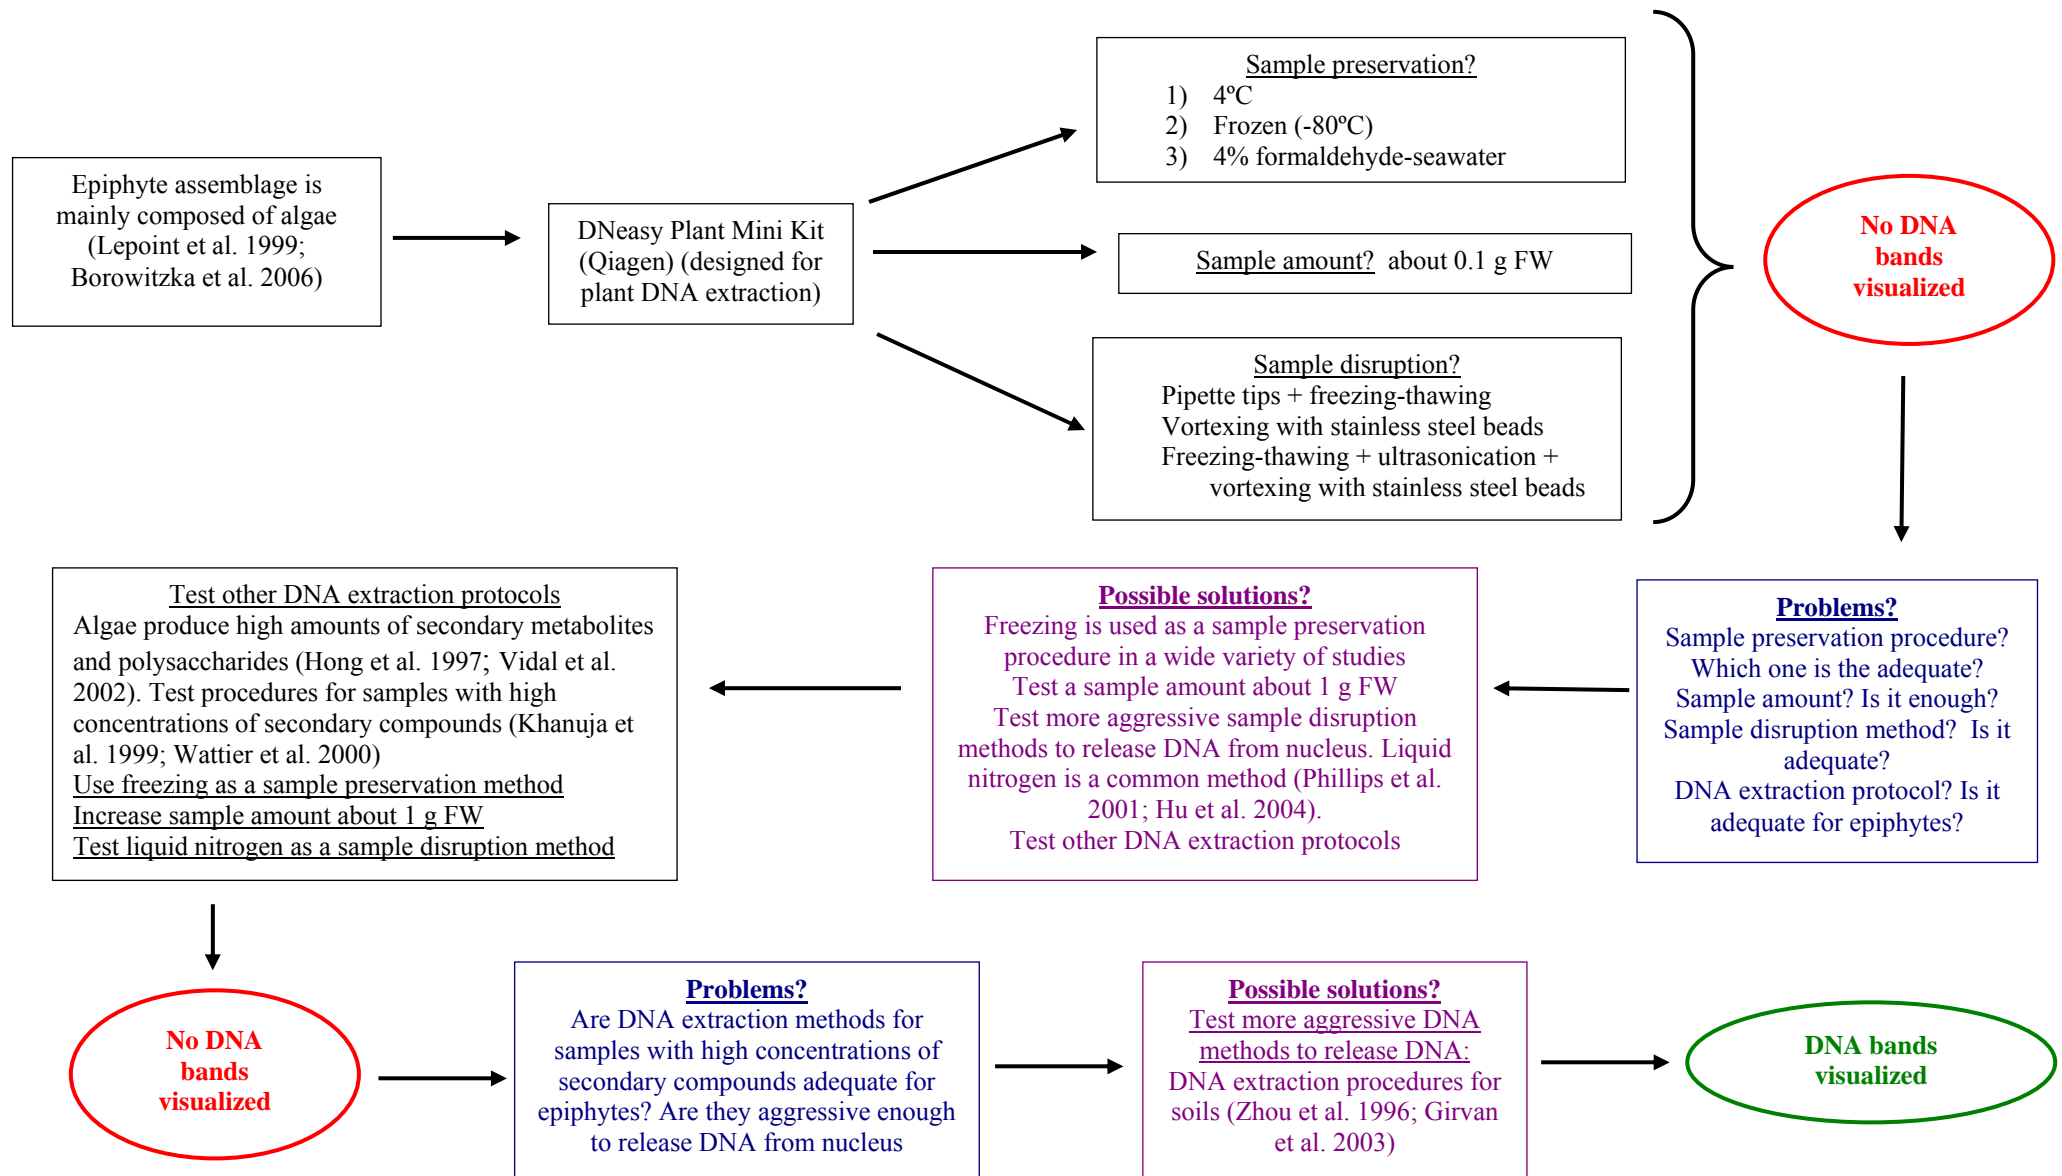 Epiphyte assemblage is
mainly composed of algae
(Lepoint et al. 1999;
Borowitzka et al. 2006)
DNeasy Plant Mini Kit
(Qiagen) (designed for
plant DNA extraction)
Sample preservation?
1) 4ºC
2) Frozen (-80ºC)
3) 4% formaldehyde-seawater
Sample amount? about 0.1 g FW
Sample disruption?
Pipette tips + freezing-thawing
Vortexing with stainless steel beads
Freezing-thawing + ultrasonication +
vortexing with stainless steel beads
No DNA
bands
visualized
Problems?
Sample preservation procedure?
Which one is the adequate?
Sample amount? Is it enough?
Sample disruption method? Is it
adequate?
DNA extraction protocol? Is it
adequate for epiphytes?
Possible solutions?
Freezing is used as a sample preservation
procedure in a wide variety of studies
Test a sample amount about 1 g FW
Test more aggressive sample disruption
methods to release DNA from nucleus. Liquid
nitrogen is a common method (Phillips et al.
2001; Hu et al. 2004).
Test other DNA extraction protocols
Test other DNA extraction protocols
Algae produce high amounts of secondary metabolites
and polysaccharides (Hong et al. 1997; Vidal et al.
2002). Test procedures for samples with high
concentrations of secondary compounds (Khanuja et
al. 1999; Wattier et al. 2000)
Use freezing as a sample preservation method
Increase sample amount about 1 g FW
Test liquid nitrogen as a sample disruption method
No DNA
bands
visualized
Problems?
Are DNA extraction methods for
samples with high concentrations of
secondary compounds adequate for
epiphytes? Are they aggressive enough
to release DNA from nucleus
Possible solutions?
Test more aggressive DNA
methods to release DNA:
DNA extraction procedures for
soils (Zhou et al. 1996; Girvan
et al. 2003)
DNA bands
visualized